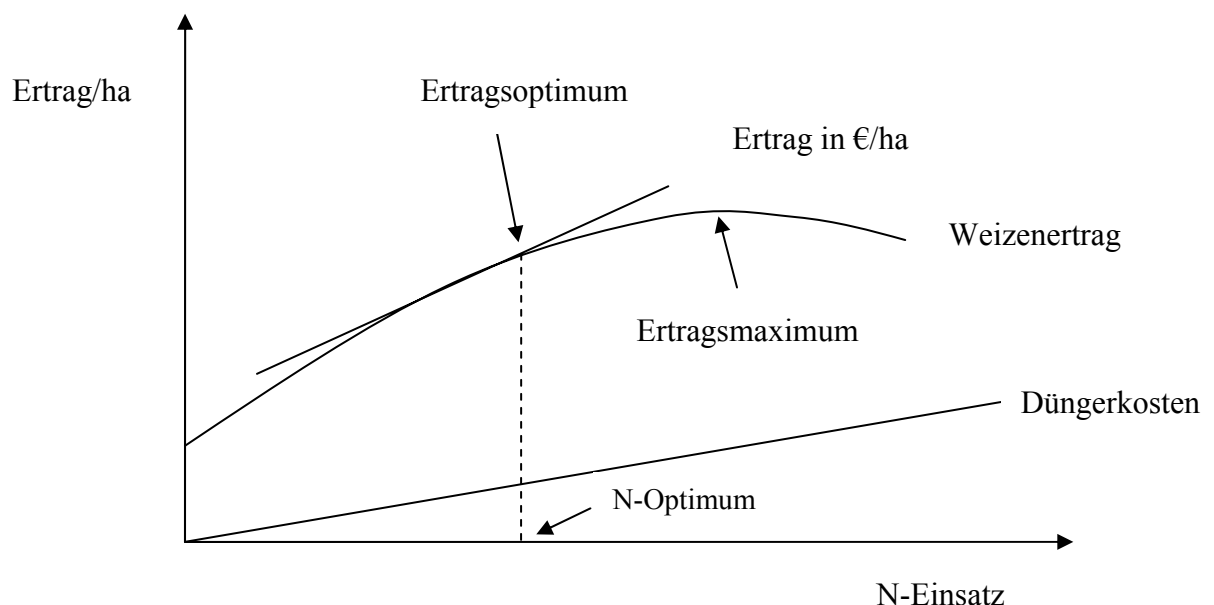 Ertrag/ha
Ertragsoptimum
Ertrag in €/ha
Weizenertrag
Ertragsmaximum
Düngerkosten
N-Optimum
N-Einsatz